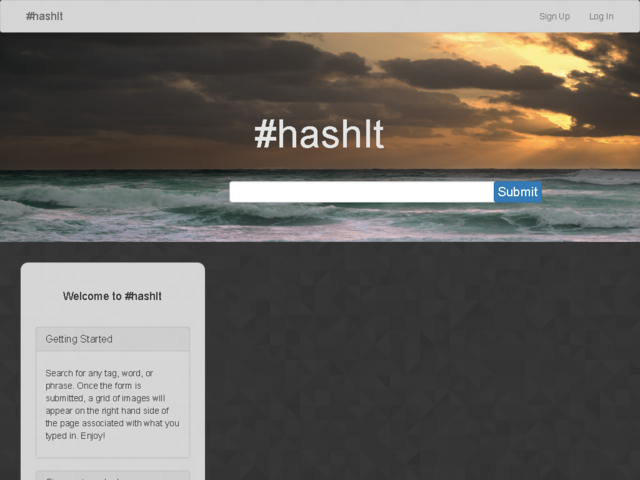 #hashIt
Sign Up
Log In
#hashIt
Submit
Welcome to #hashIt
Getting Started
Search for any tag, word, or
phrase. Once the form is
submitted, a grid of images will
appear on the right hand side of
the page associated with what you
typed in. Enjoy!